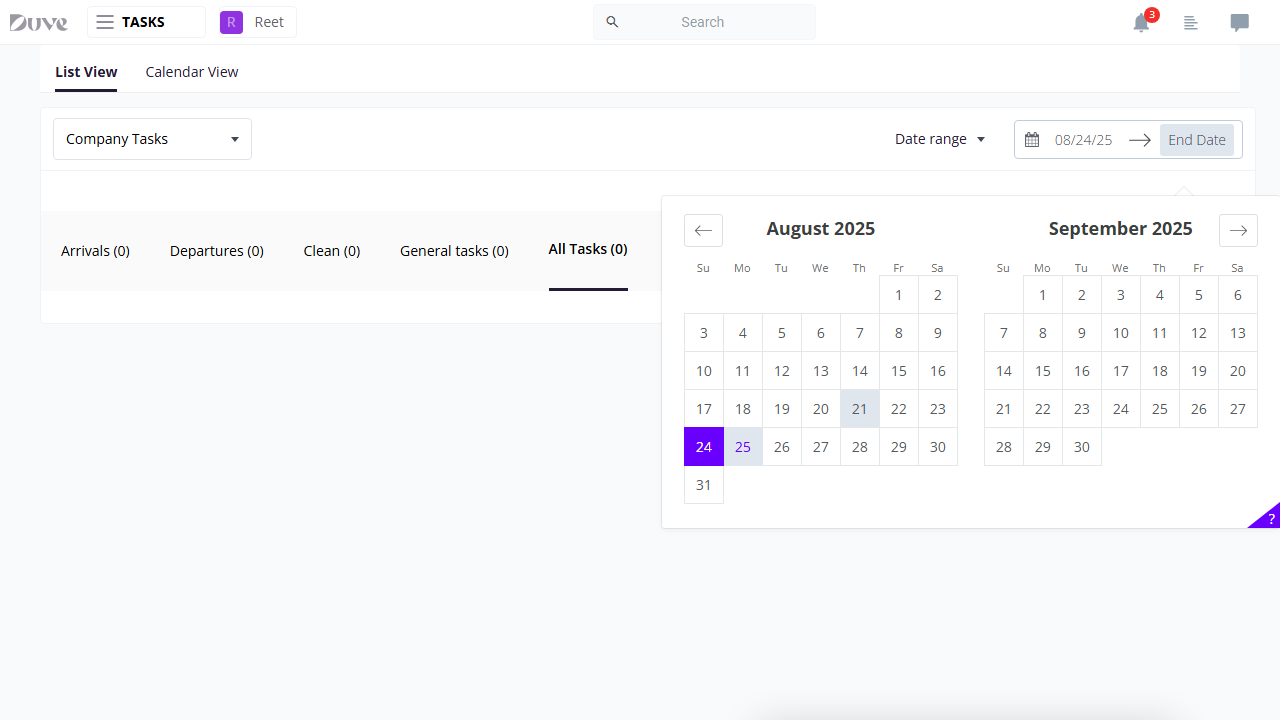 Duve
TASKS
R Reet
Search
3
List View Calendar View
Company Tasks
Date range
08/24/25
End Date
Arrivals (0) Departures (0) Clean (0) General tasks (0) All Tasks (0)
August 2025
Su Mo Tu We Th Fr Sa
1 2
3 4 5 6 7 8 9
10 11 12 13 14 15 16
17 18 19 20 21 22 23
24 25 26 27 28 29 30
31
September 2025
Su Mo Tu We Th Fr Sa
1 2 3 4 5 6
7 8 9 10 11 12 13
14 15 16 17 18 19 20
21 22 23 24 25 26 27
28 29 30
?